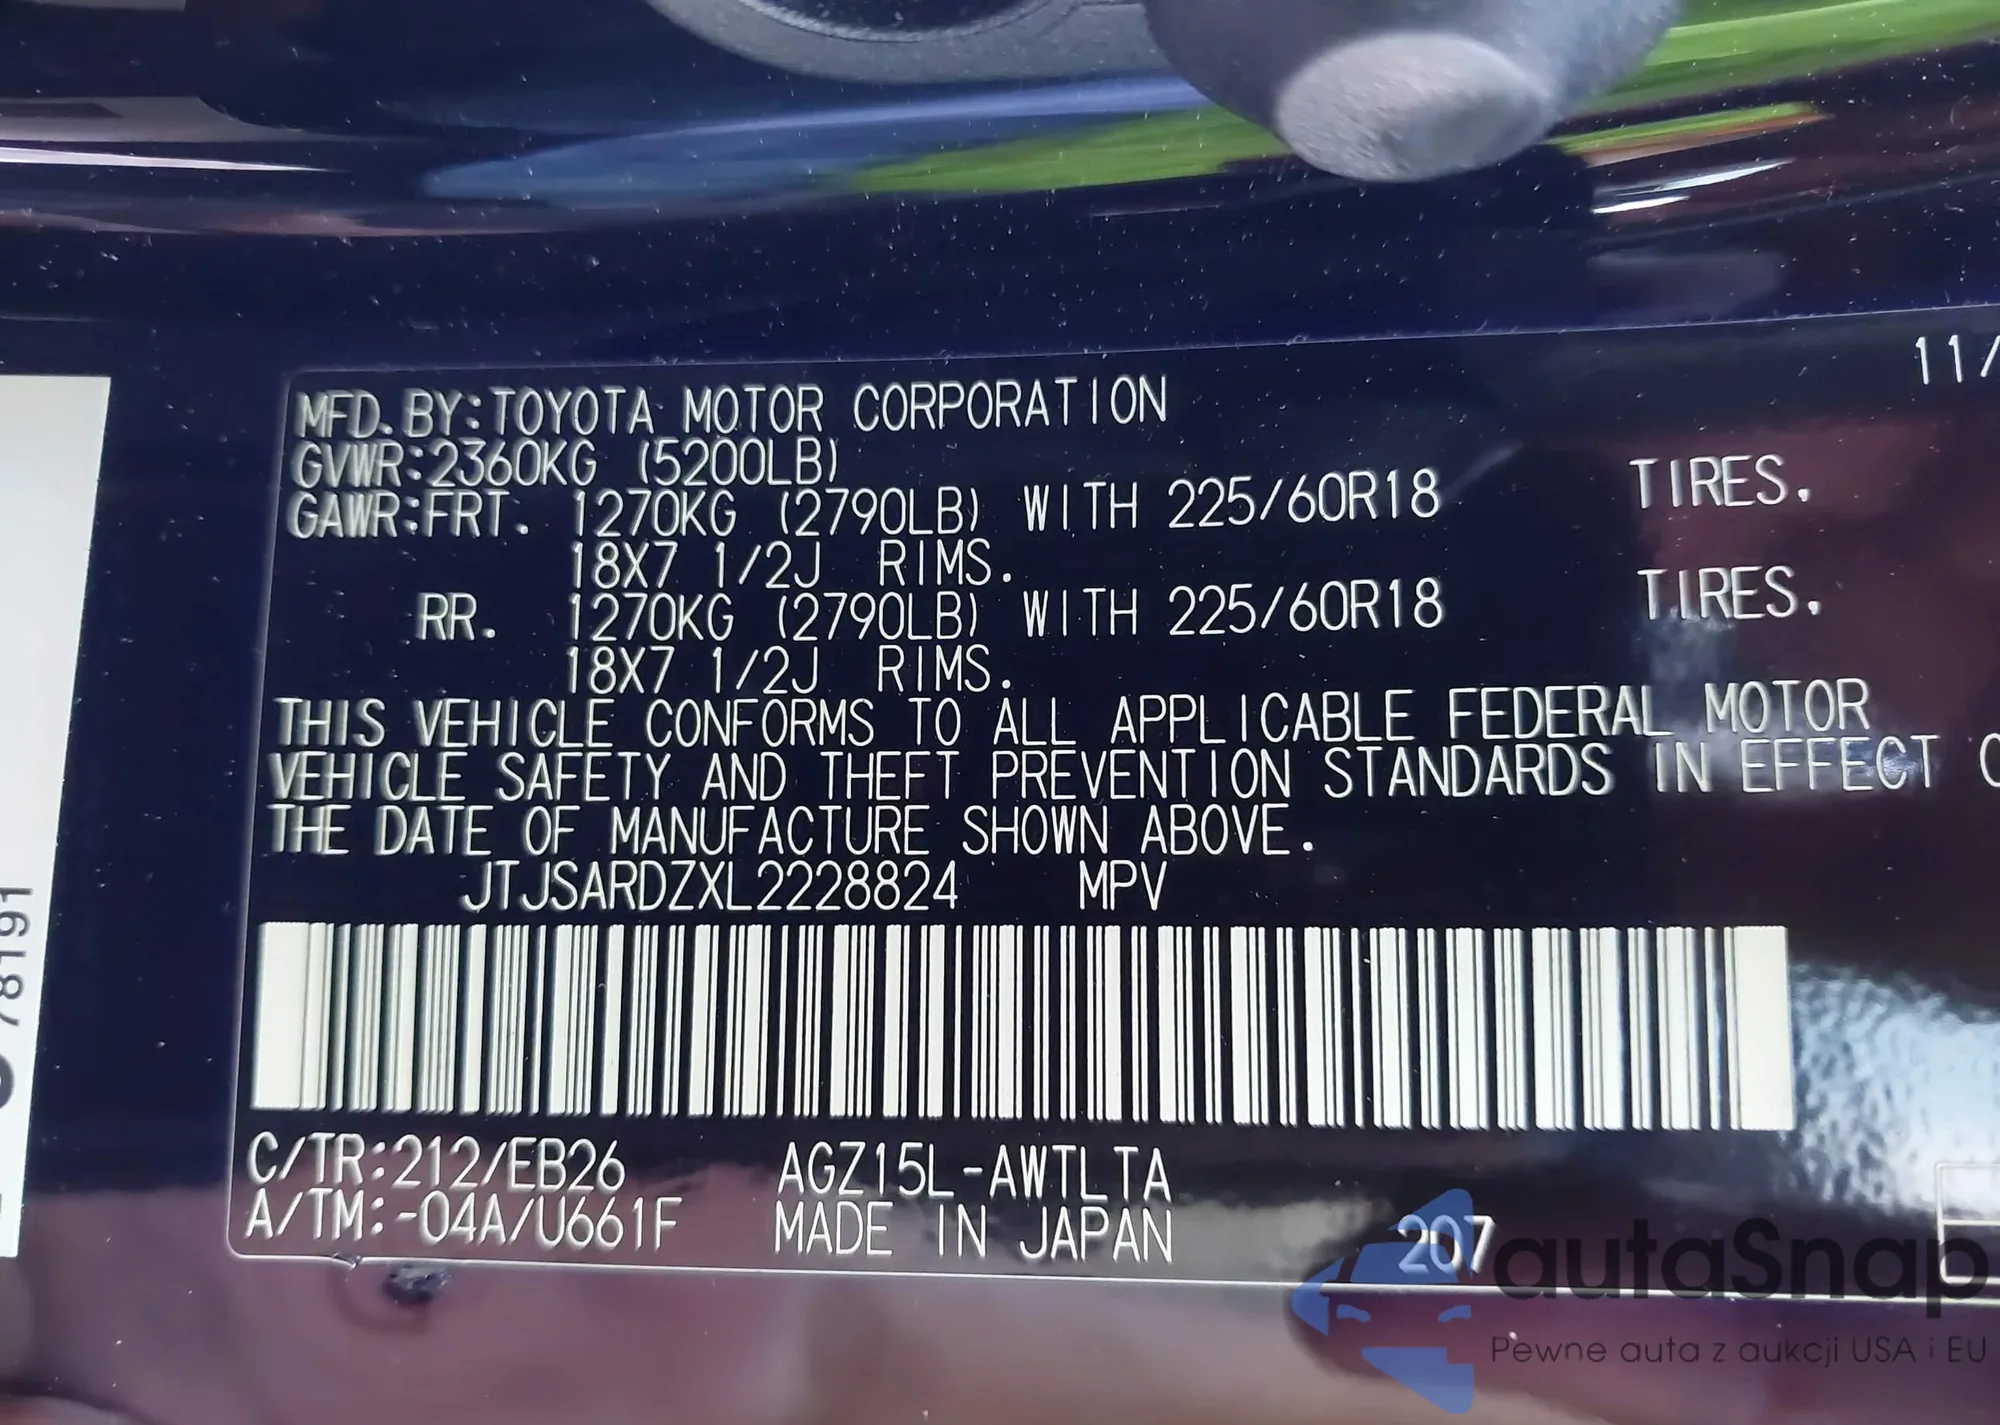 11/
MFD. BY:TOYOTA MOTOR CORPORATION
GVWR:2360KG (5200LB)
GAWR:FRT. 1270KG (2790LB) WITH 225/60R18 TIRES.
18X7 1/2J RIMS.
RR. 1270KG (2790LB) WITH 225/60R18 TIRES.
18X7 1/2J RIMS.
THIS VEHICLE CONFORMS TO ALL APPLICABLE FEDERAL MOTOR
VEHICLE SAFETY AND THEFT PREVENTION STANDARDS IN EFFECT
THE DATE OF MANUFACTURE SHOWN ABOVE.
JTJSARDZXL2228824 MPV
C/TR:212/EB26 AGZ15L-AWTLTA
A/TM:-04A/U661F MADE IN JAPAN 207
78191
autaSnap
Pewne auta z aukcji USA i EU